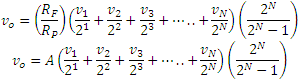 v_o = (R_F/R_P)(v_1/2^1 + v_2/2^2 + v_3/2^3 + ⋯.. + v_N/2^N)(2^N/(2^N − 1))
v_o = A(v_1/2^1 + v_2/2^2 + v_3/2^3 + ⋯.. + v_N/2^N)(2^N/(2^N − 1))